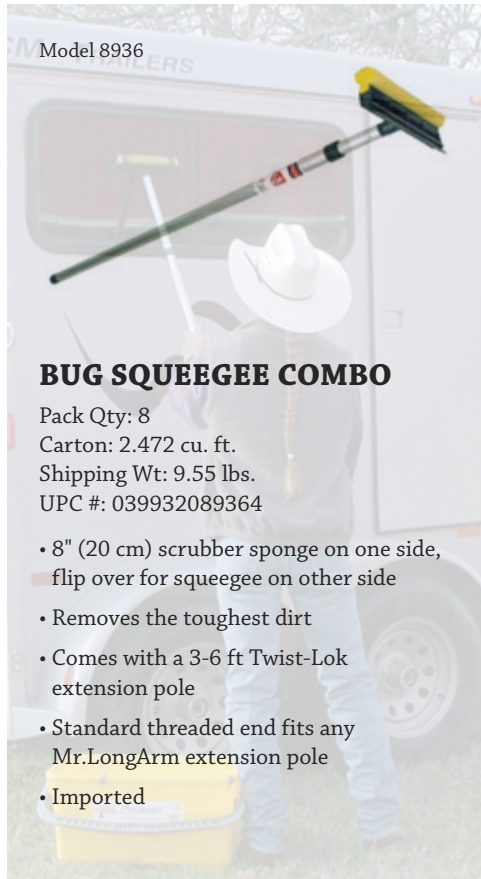 Model 8936
CM TRAILERS
BUG SQUEEGEE COMBO
Pack Qty: 8
Carton: 2.472 cu. ft.
Shipping Wt: 9.55 lbs.
UPC #: 039932089364
• 8" (20 cm) scrubber sponge on one side,
flip over for squeegee on other side
• Removes the toughest dirt
• Comes with a 3-6 ft Twist-Lok
extension pole
• Standard threaded end fits any
Mr.LongArm extension pole
• Imported